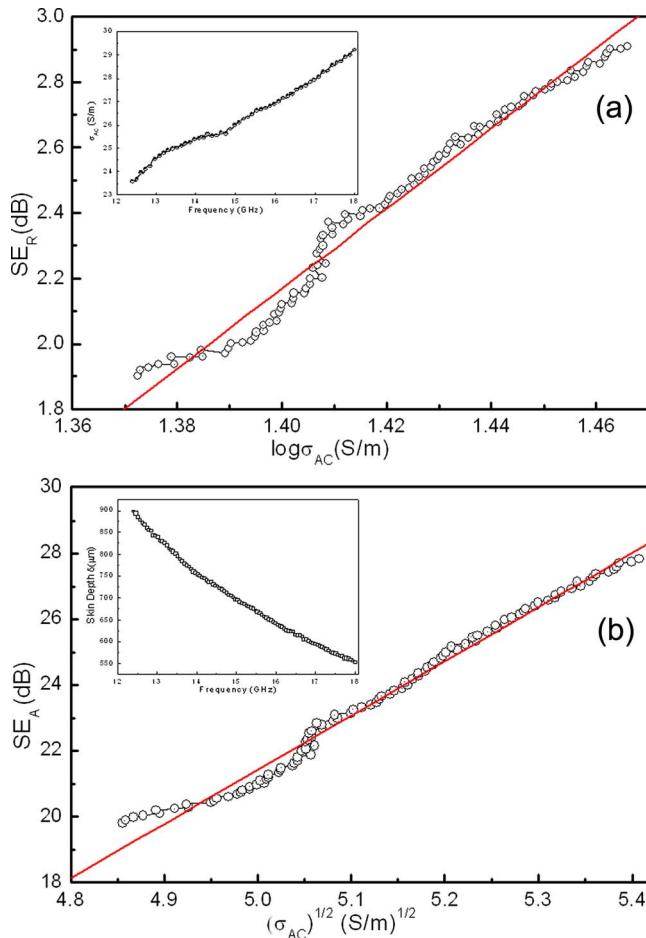 3.0
2.8
2.6
2.4
2.2
2.0
1.8
SE_R(dB)
30
29
28
27
26
25
24
23
σ_AC(S/m)
12 13 14 15 16 17 18
Frequency (GHz)
(a)
1.36 1.38 1.40 1.42 1.44 1.46
logσ_AC(S/m)
30
28
26
24
22
20
18
SE_A(dB)
900
850
800
750
700
650
600
550
Skin Depth δ(μm)
12 13 14 15 16 17 18
Frequency (GHz)
(b)
4.8 4.9 5.0 5.1 5.2 5.3 5.4
(σ_AC)^1/2 (S/m)^1/2